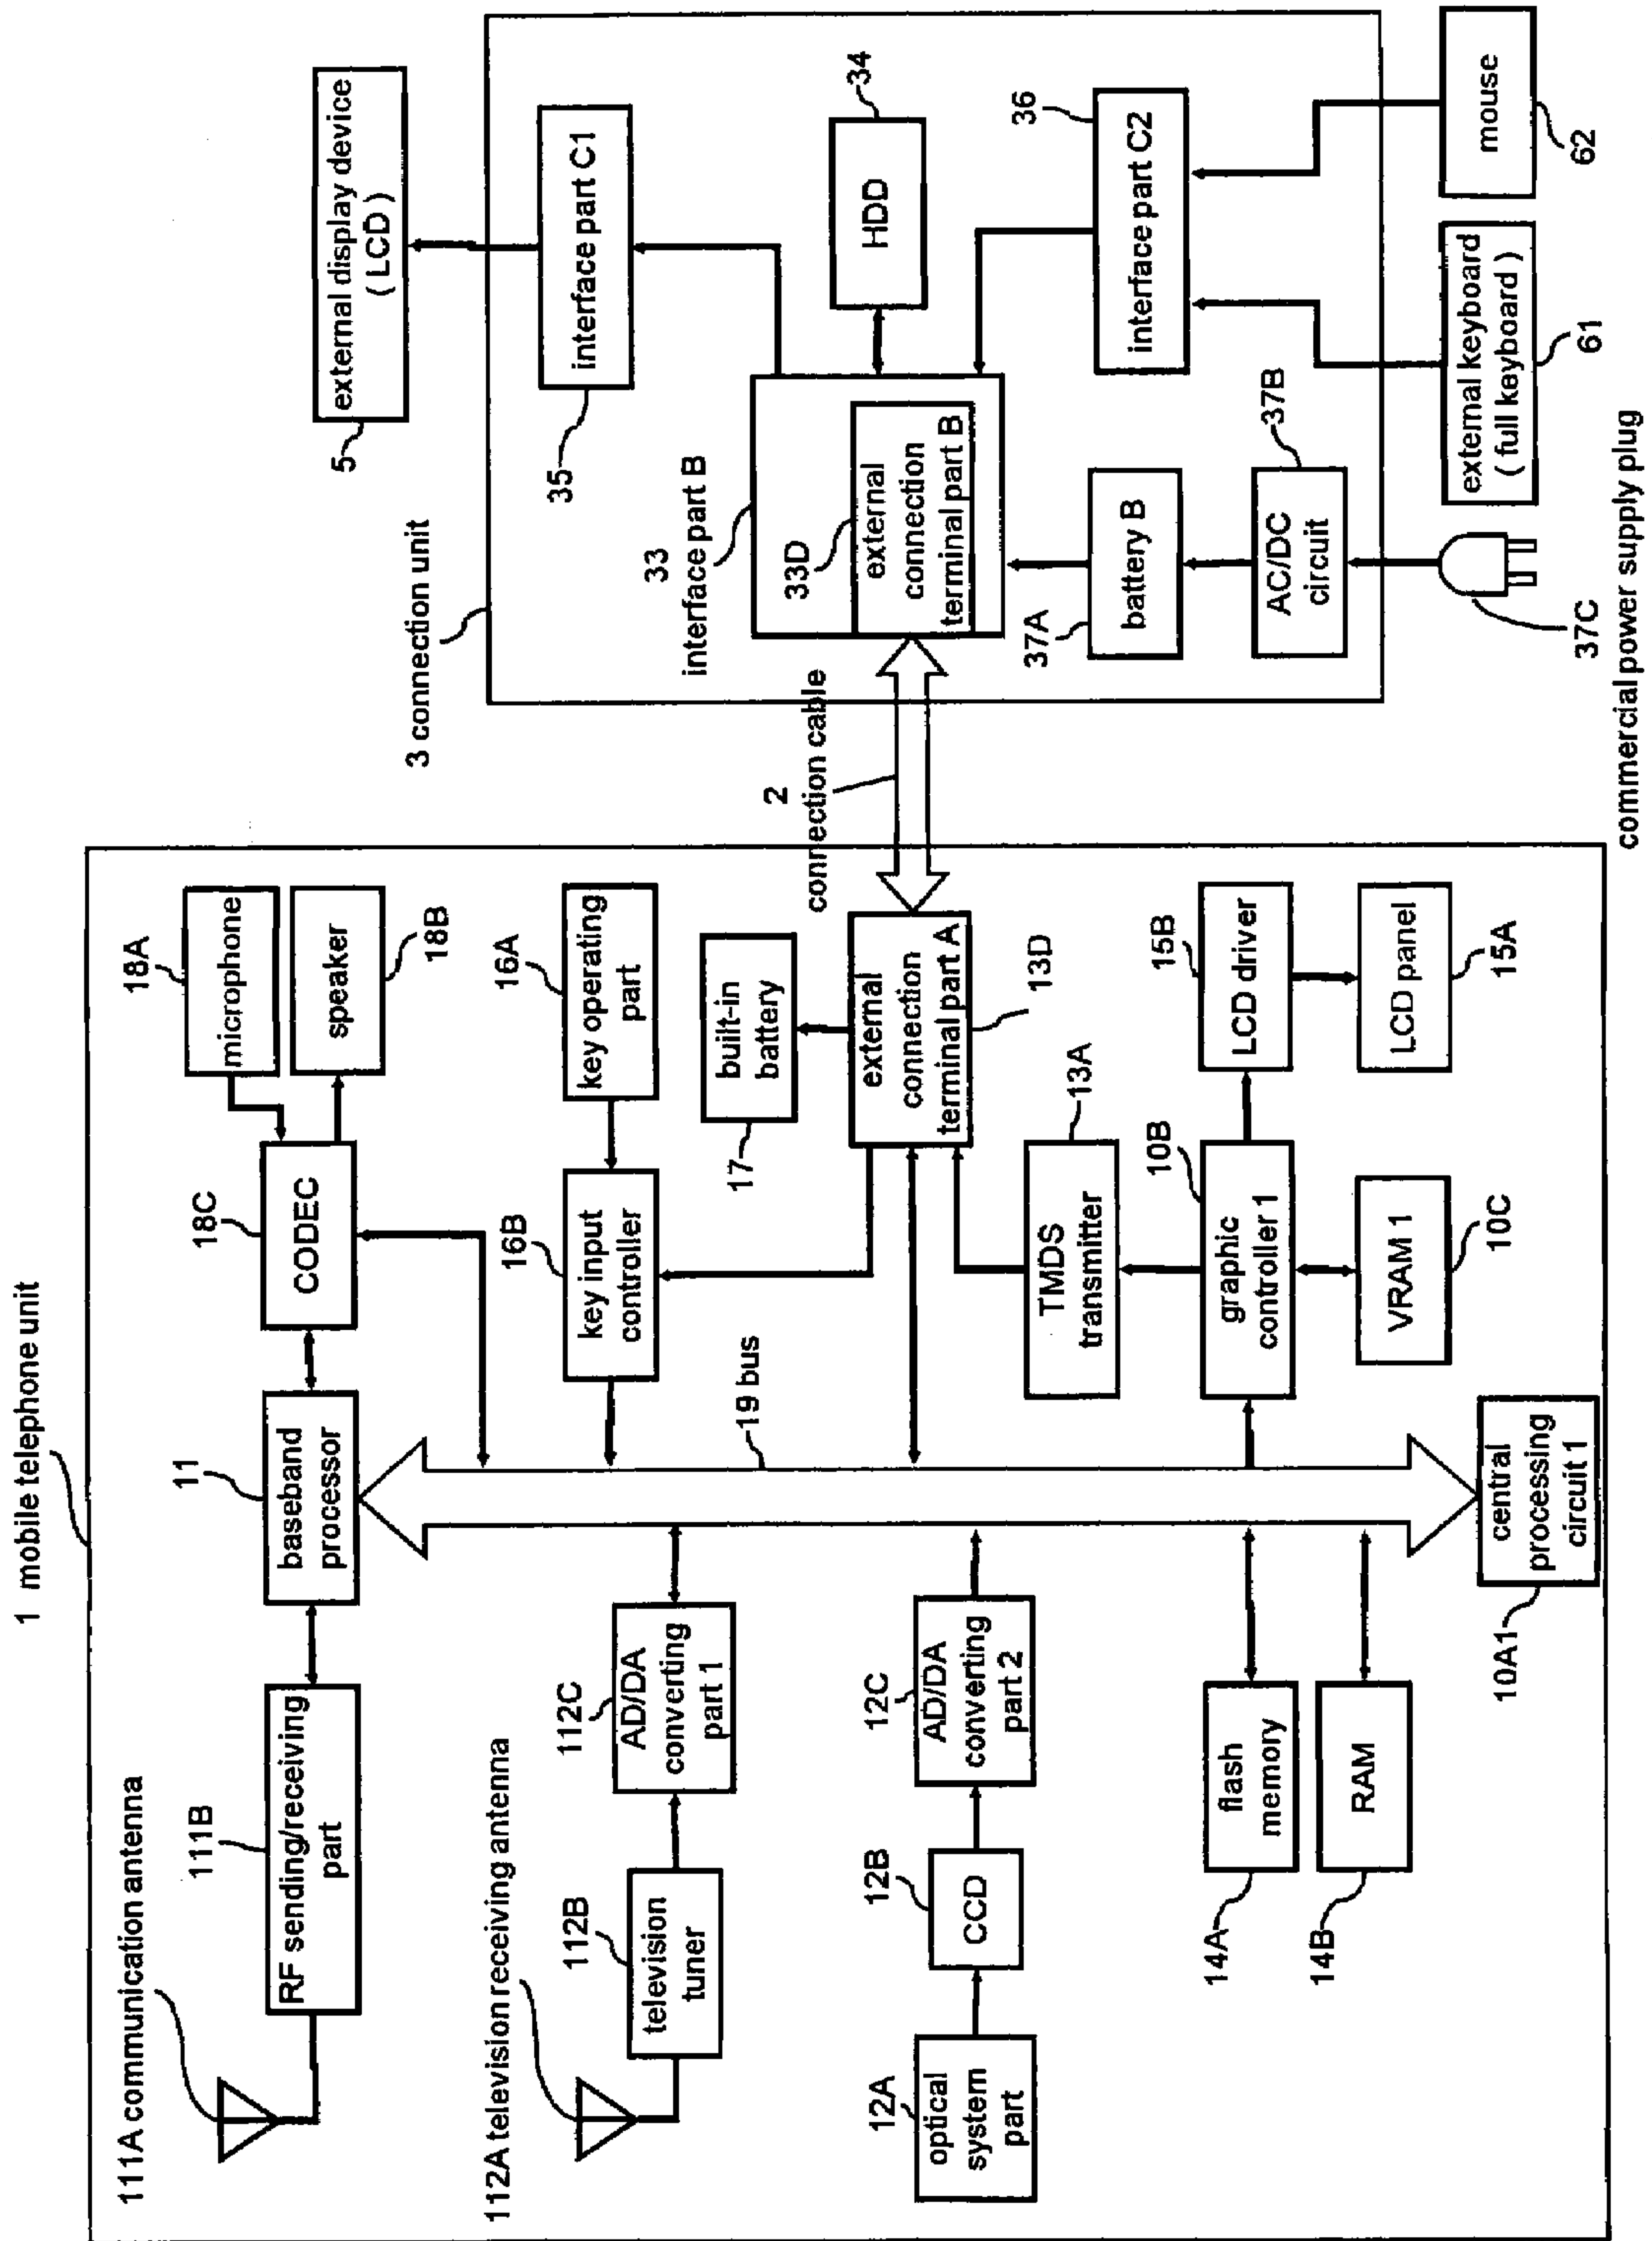 1 mobile telephone unit
111A communication antenna
111B
RF sending/receiving
part
11
baseband
processor
18C
CODEC
18A
microphone
speaker
18B
112A television receiving antenna
112B
television
tuner
112C
AD/DA
converting
part 1
16B
key input
controller
16A
key operating
part
19 bus
17
built-in
battery
12A
optical
system
part
12B
CCD
12C
AD/DA
converting
part 2
external
connection
terminal part A
13D
13A
TMDS
transmitter
14A
flash
memory
14B
RAM
10B
graphic
controller 1
15B
LCD driver
LCD panel
15A
VRAM 1
10C
10A1
central
processing
circuit 1
2
connection cable
3 connection unit
5
external display device
( LCD )
35
interface part C1
33
interface part B
33D
external
connection
terminal part B
HDD
34
36
interface part C2
37A
battery B
37B
AC/DC
circuit
37C
commercial power supply plug
external keyboard
( full keyboard )
61
mouse
62